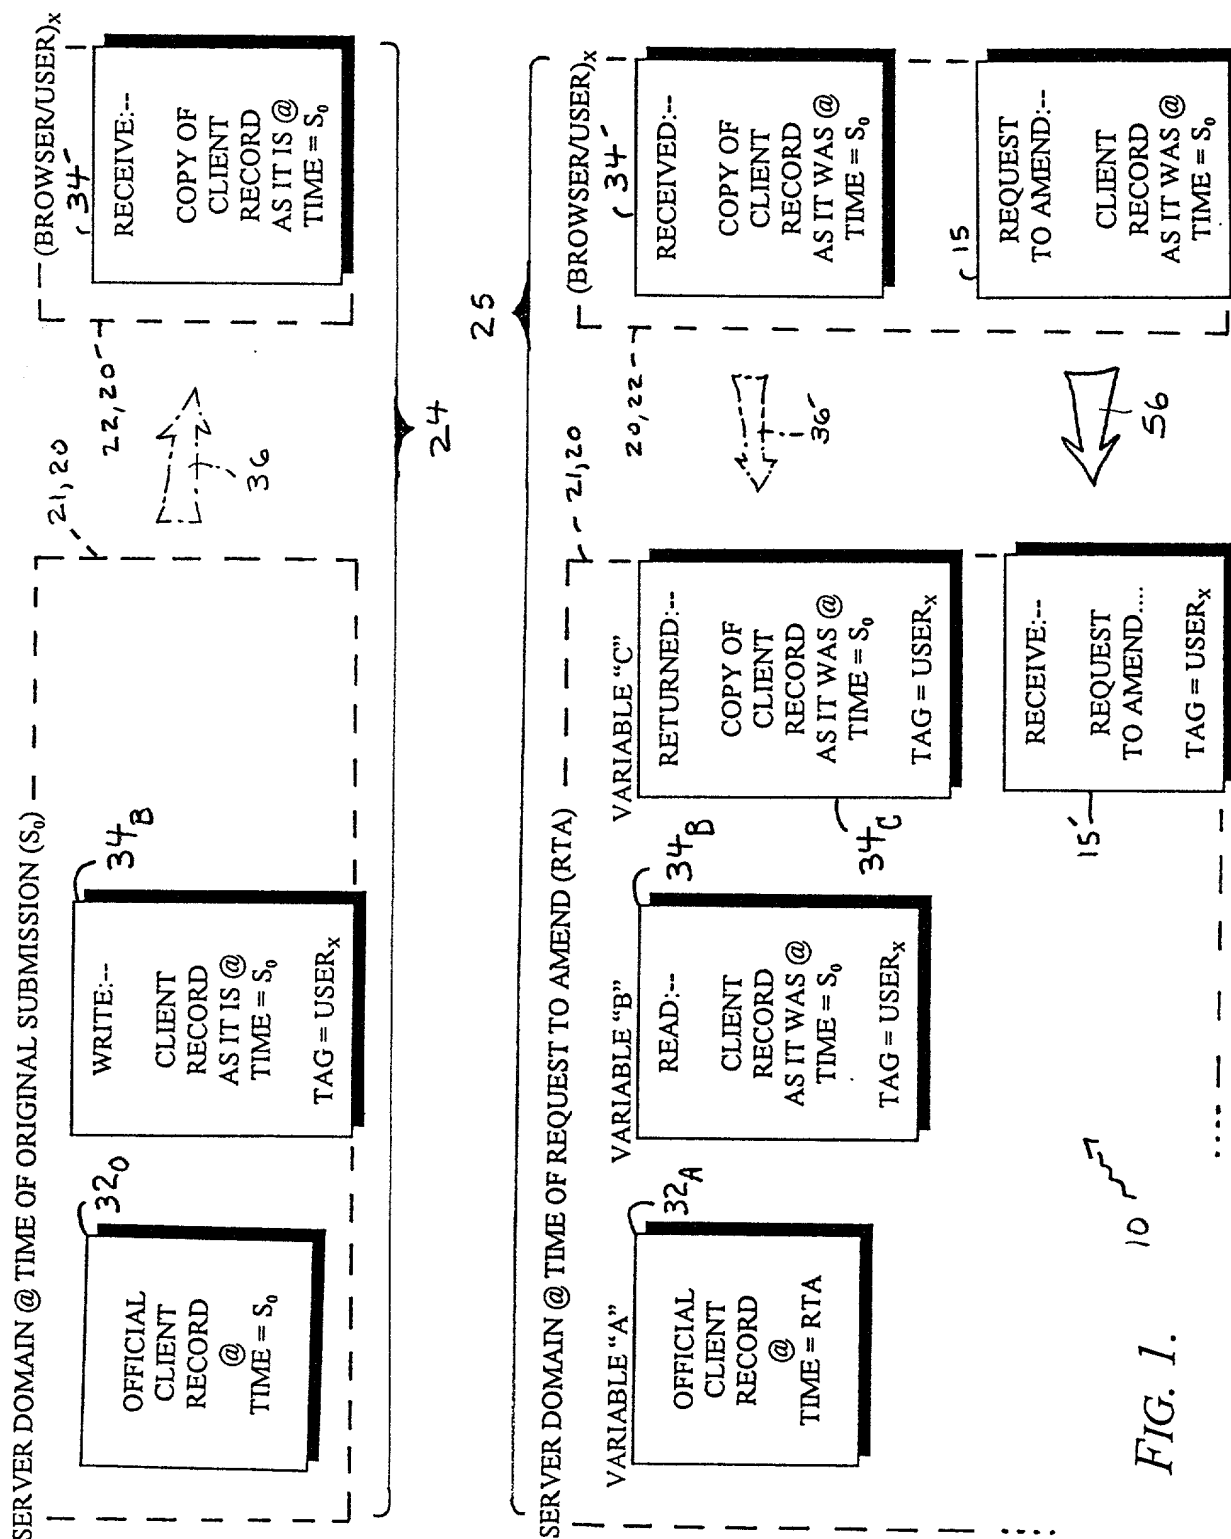 SERVER DOMAIN @ TIME OF ORIGINAL SUBMISSION (S₀)
21,20
OFFICIAL
CLIENT
RECORD
@
TIME = S₀
32₀
WRITE:--
CLIENT
RECORD
AS IT IS @
TIME = S₀
TAG = USERₓ
34B
36
22,20
(BROWSER/USER)ₓ
34'
RECEIVE:--
COPY OF
CLIENT
RECORD
AS IT IS @
TIME = S₀
24
25
SERVER DOMAIN @ TIME OF REQUEST TO AMEND (RTA)
21,20
VARIABLE "A"
OFFICIAL
CLIENT
RECORD
@
TIME = RTA
32A
VARIABLE "B"
READ:--
CLIENT
RECORD
AS IT WAS @
TIME = S₀
TAG = USERₓ
34B
VARIABLE "C"
RETURNED:--
COPY OF
CLIENT
RECORD
AS IT WAS @
TIME = S₀
TAG = USERₓ
34C
36'
20,22
(BROWSER/USER)ₓ
34'
RECEIVED:--
COPY OF
CLIENT
RECORD
AS IT WAS @
TIME = S₀
15'
RECEIVE:--
REQUEST
TO AMEND....
TAG = USERₓ
56
15
REQUEST
TO AMEND:--
CLIENT
RECORD
AS IT WAS @
TIME = S₀
10
FIG. 1.